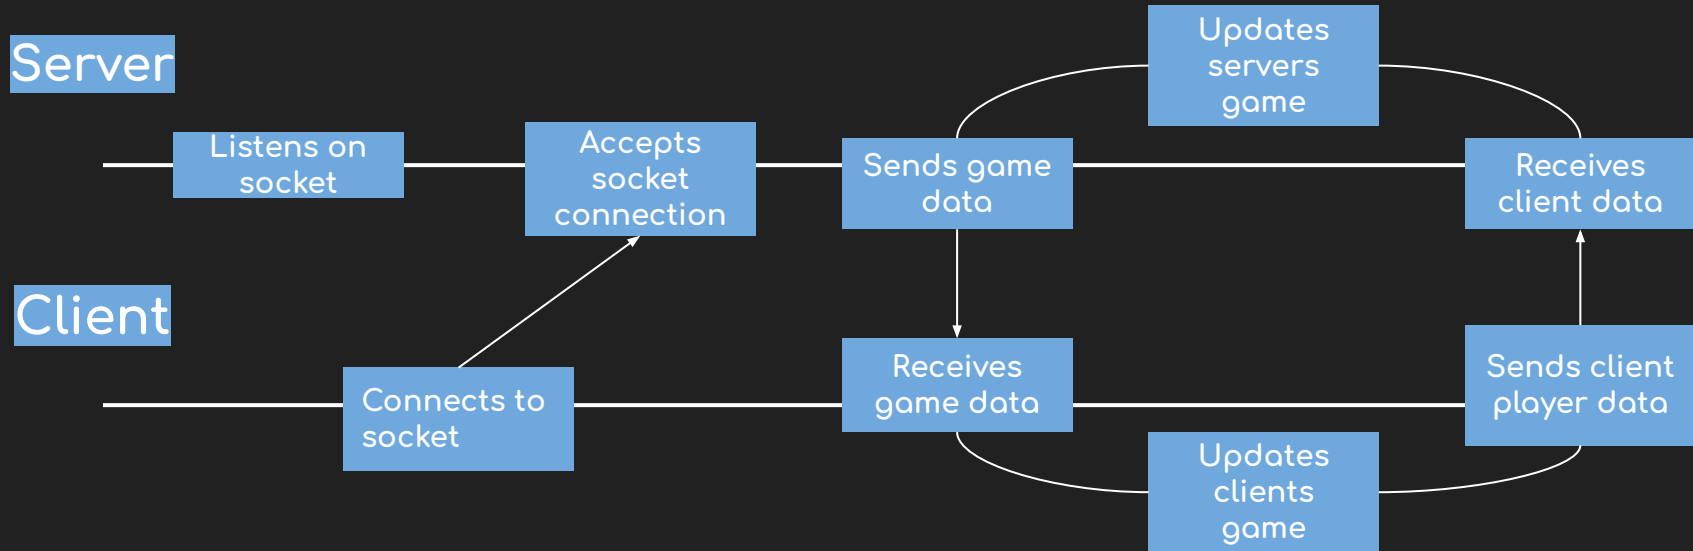 Server
Listens on
socket
Accepts
socket
connection
Sends game
data
Updates
servers
game
Receives
client data
Client
Connects to
socket
Receives
game data
Updates
clients
game
Sends client
player data